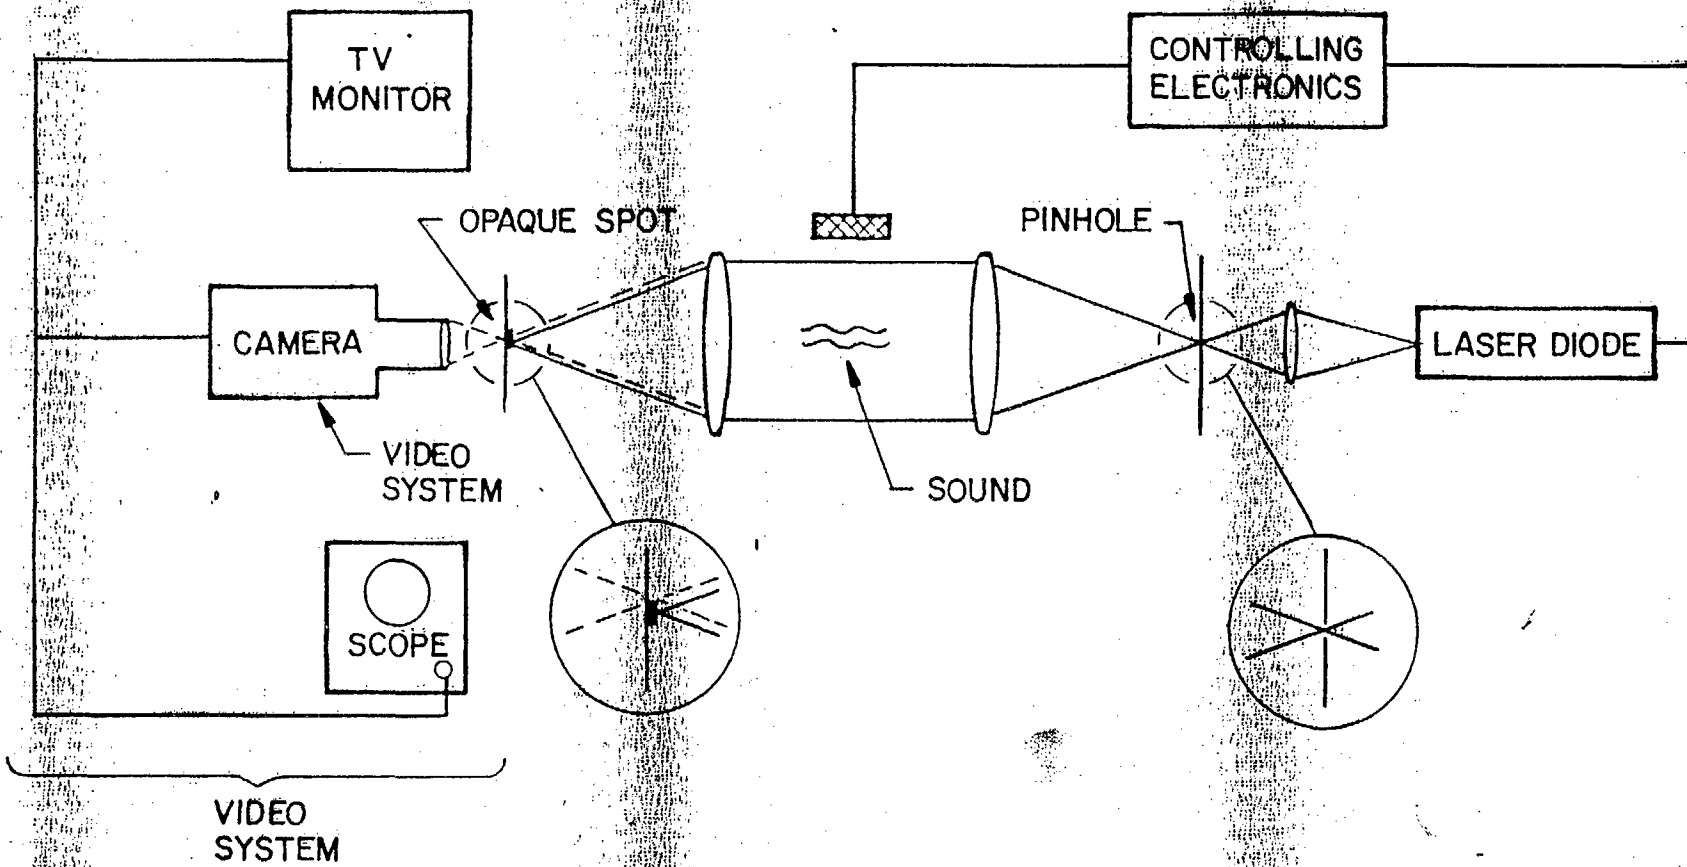 TV
MONITOR
CONTROLLING
ELECTRONICS
OPAQUE SPOT
PINHOLE
CAMERA
LASER DIODE
VIDEO
SYSTEM
SOUND
SCOPE
VIDEO
SYSTEM